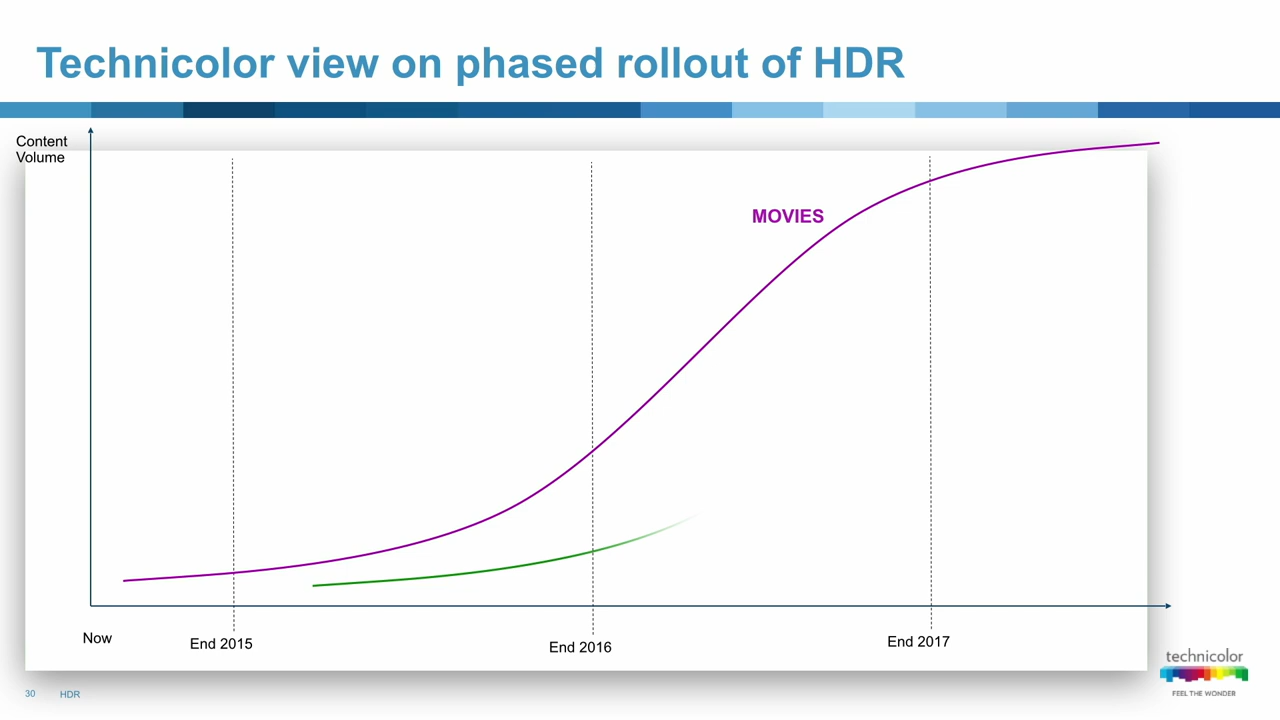 Technicolor view on phased rollout of HDR
Content
Volume
MOVIES
Now
End 2015
End 2016
End 2017
technicolor
FEEL THE WONDER
30
HDR